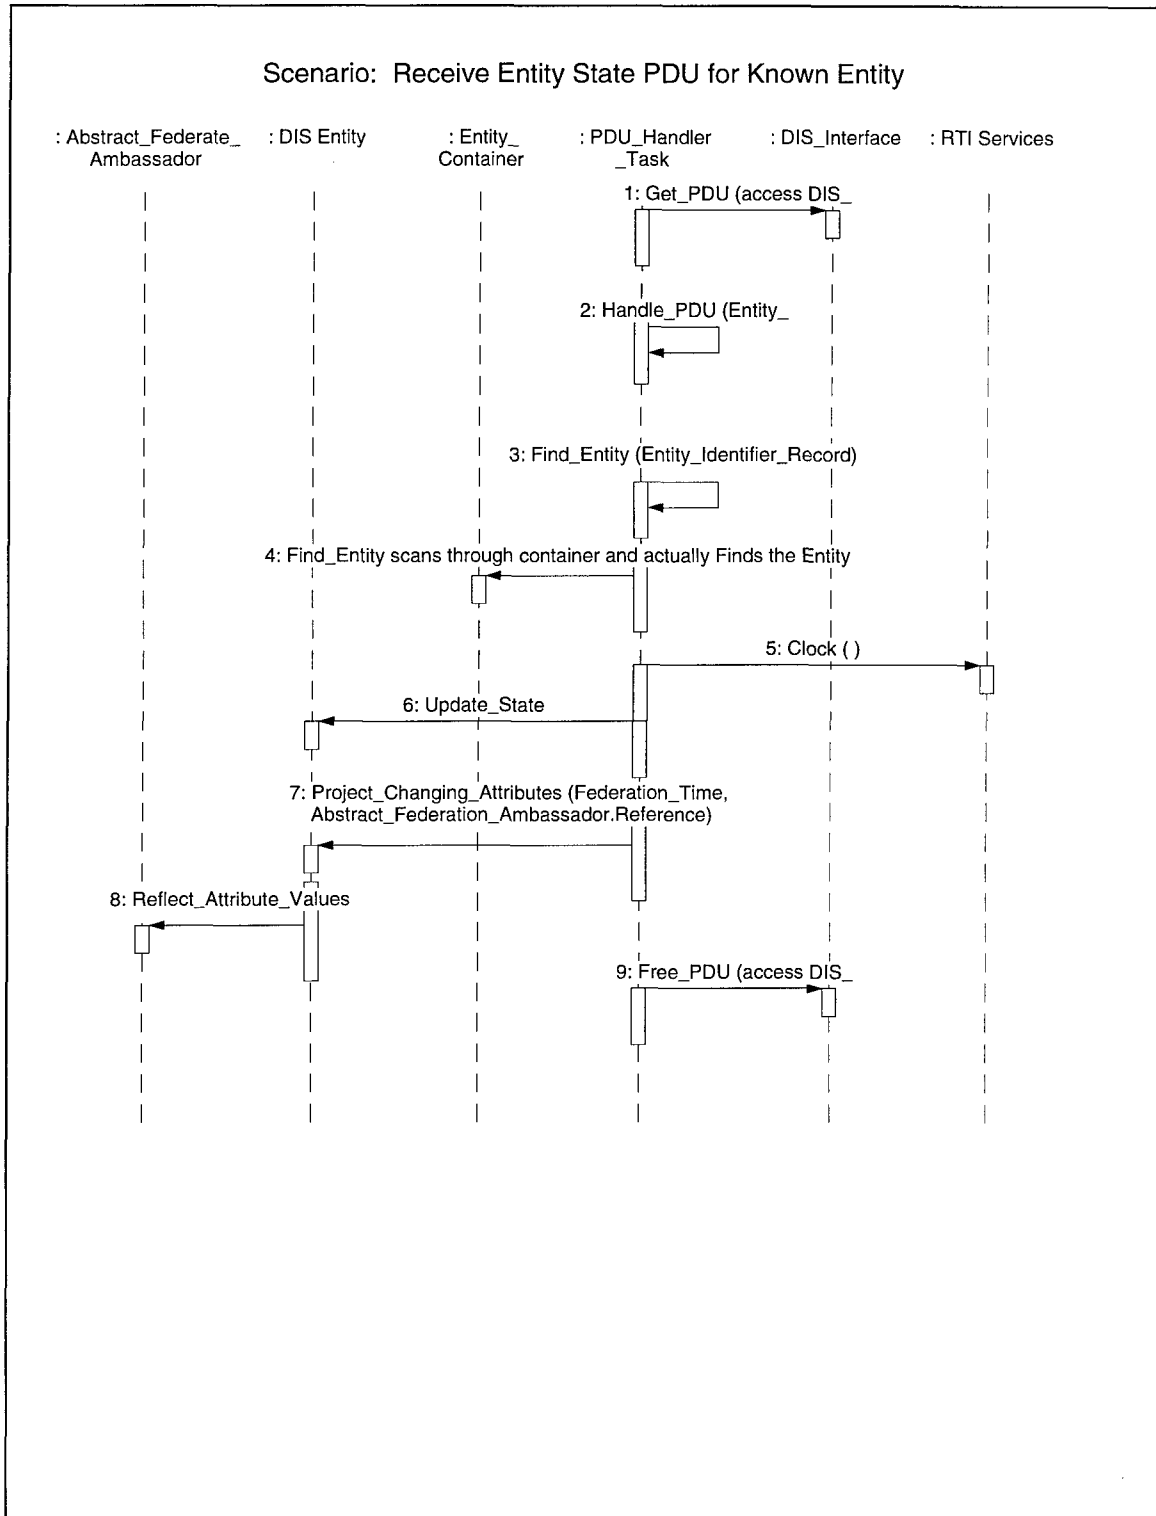 Scenario: Receive Entity State PDU for Known Entity
: Abstract_Federate_
Ambassador
: DIS Entity
: Entity_
Container
: PDU_Handler
_Task
: DIS_Interface
: RTI Services
1: Get_PDU (access DIS_
2: Handle_PDU (Entity_
3: Find_Entity (Entity_Identifier_Record)
4: Find_Entity scans through container and actually Finds the Entity
5: Clock ( )
6: Update_State
7: Project_Changing_Attributes (Federation_Time,
Abstract_Federation_Ambassador.Reference)
8: Reflect_Attribute_Values
9: Free_PDU (access DIS_